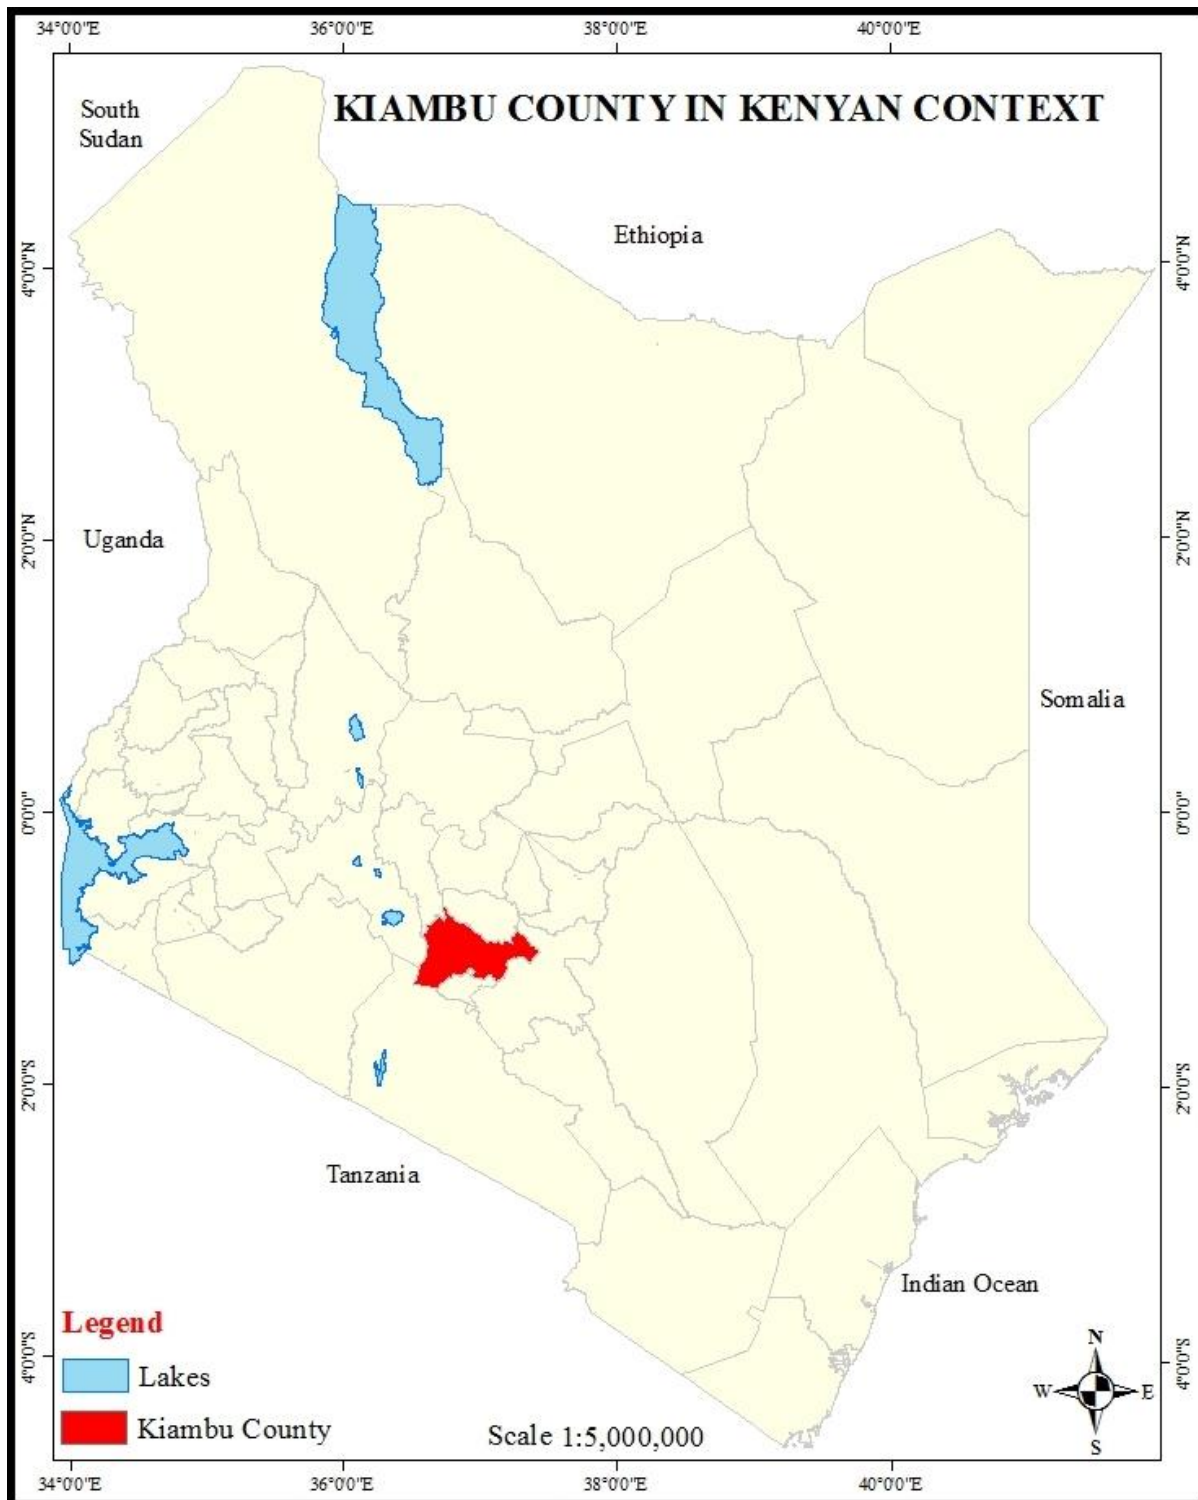 34°0'0"E 36°0'0"E 38°0'0"E 40°0'0"E
KIAMBU COUNTY IN KENYAN CONTEXT
South
Sudan
Ethiopia
4°0'0"N 4°0'0"N
Uganda
2°0'0"N 2°0'0"N
Somalia
0°0'0" 0°0'0"
2°0'0"S 2°0'0"S
Tanzania
Indian Ocean
4°0'0"S 4°0'0"S
Legend
Lakes
Kiambu County
Scale 1:5,000,000
N
W E
S
34°0'0"E 36°0'0"E 38°0'0"E 40°0'0"E